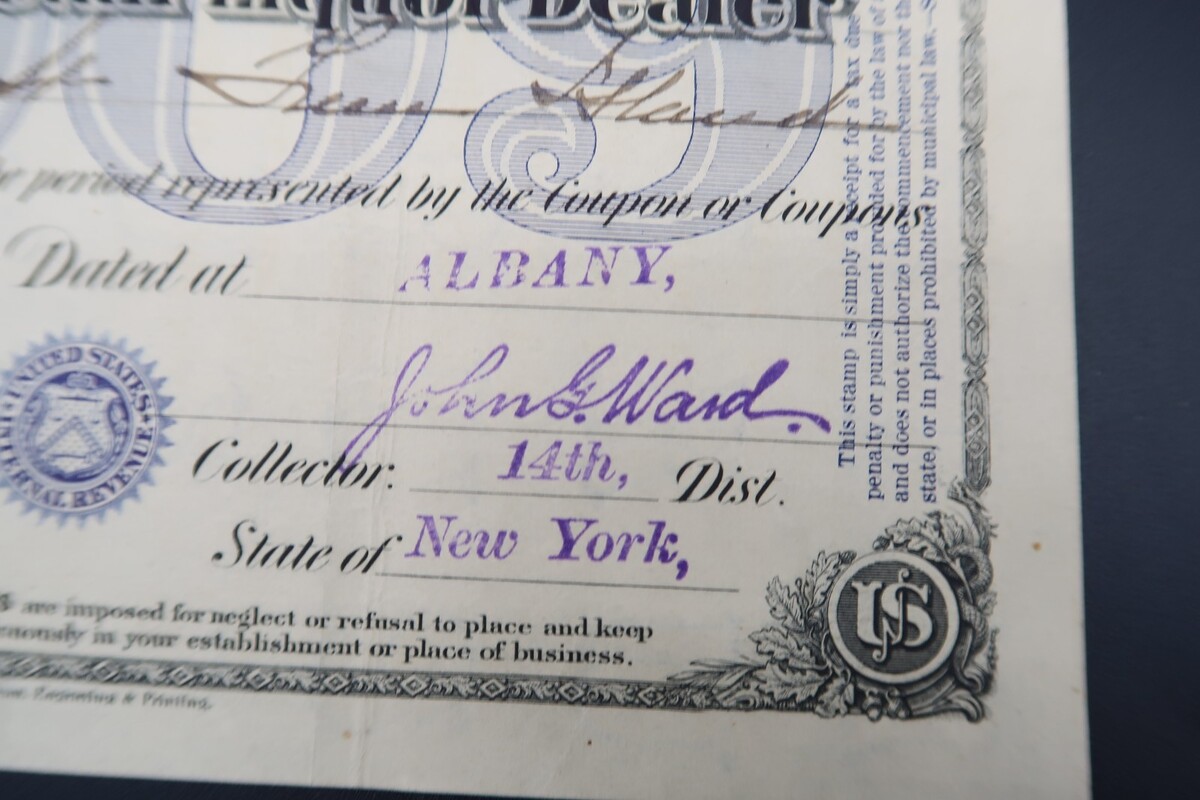 Liquor Dealer
09
period represented by the Coupon or Coupons.
Dated at ALBANY,
John G. Ward.
Collector: 14th, Dist.
State of New York,
UNITED STATES
INTERNAL REVENUE
are imposed for neglect or refusal to place and keep
in your establishment or place of business.
Engraving & Printing.
This stamp is simply a receipt for a tax due
penalty or punishment provided for by the law of
and does not authorize the commencement nor the
state, or in places prohibited by municipal law.
US